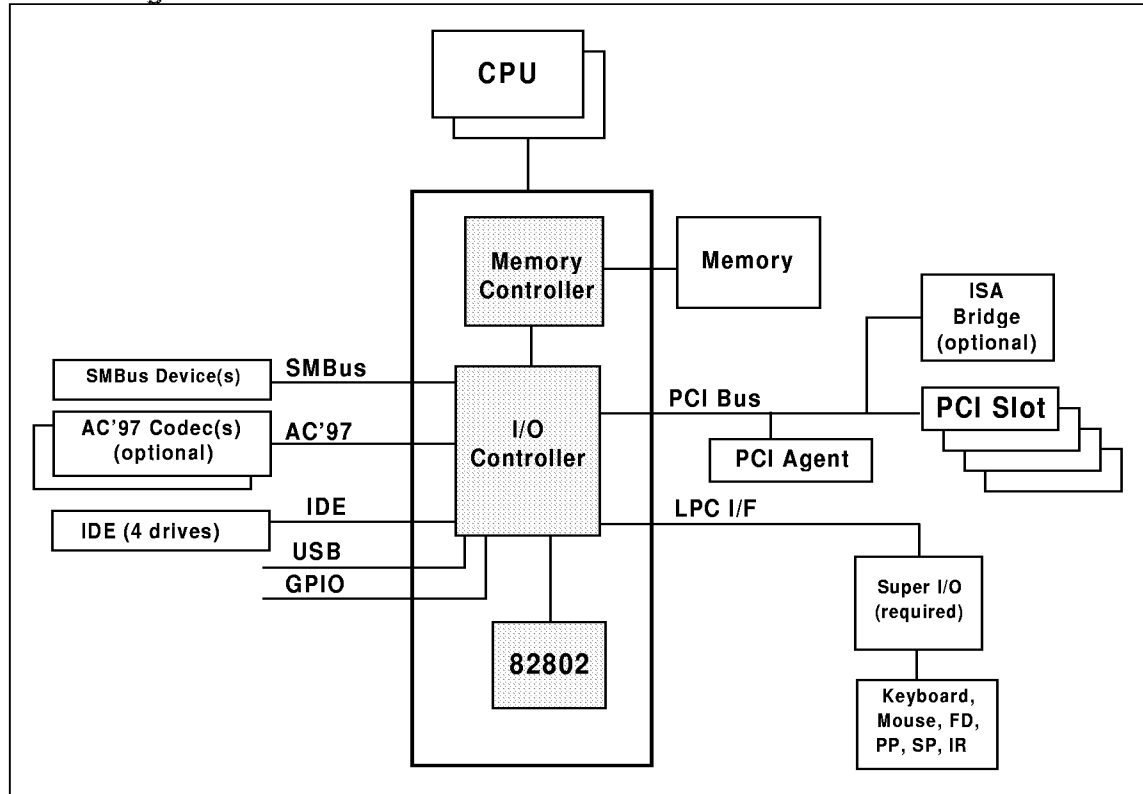 CPU
Memory
Controller
Memory
ISA
Bridge
(optional)
SMBus Device(s)
SMBus
AC'97 Codec(s)
(optional)
AC'97
I/O
Controller
PCI Bus
PCI Slot
PCI Agent
IDE (4 drives)
IDE
LPC I/F
USB
GPIO
Super I/O
(required)
82802
Keyboard,
Mouse, FD,
PP, SP, IR